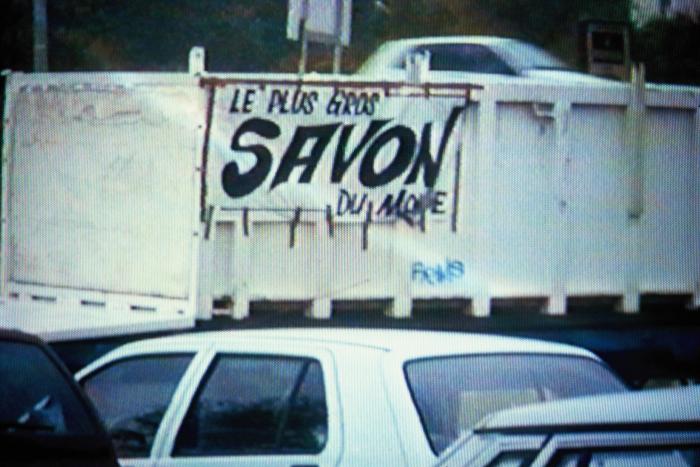 LE PLUS GROS
SAVON
DU MONDE